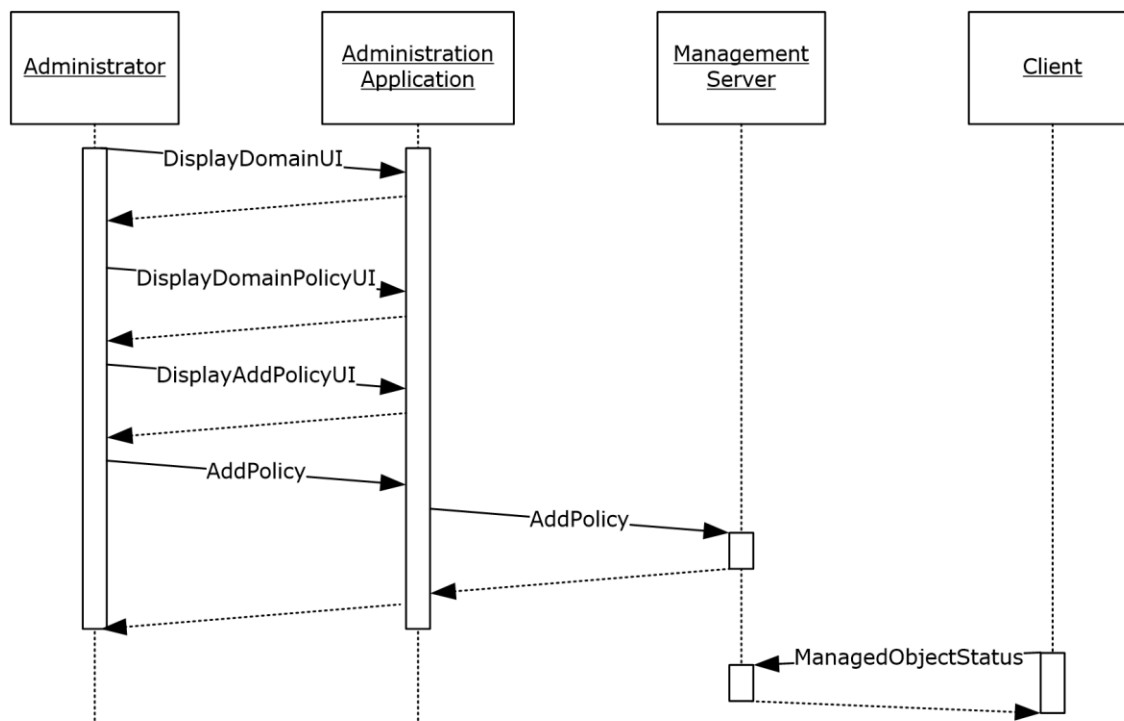 Administrator
Administration
Application
Management
Server
Client
DisplayDomainUI
DisplayDomainPolicyUI
DisplayAddPolicyUI
AddPolicy
AddPolicy
ManagedObjectStatus